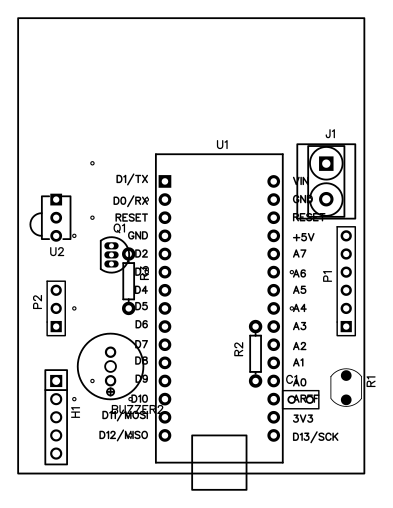 J1
U1
D1/TX
VIN
D0/RX
GND
RESET
RESET
Q1
GND
+5V
U2
D2
A7
D3
A6
P1
P2
D4
A5
D5
A4
D6
A3
D7
A2
R2
D8
A1
D9
A0
C1
R1
H1
D10
AREF
BUZZER2
D11/MOSI
3V3
D12/MISO
D13/SCK